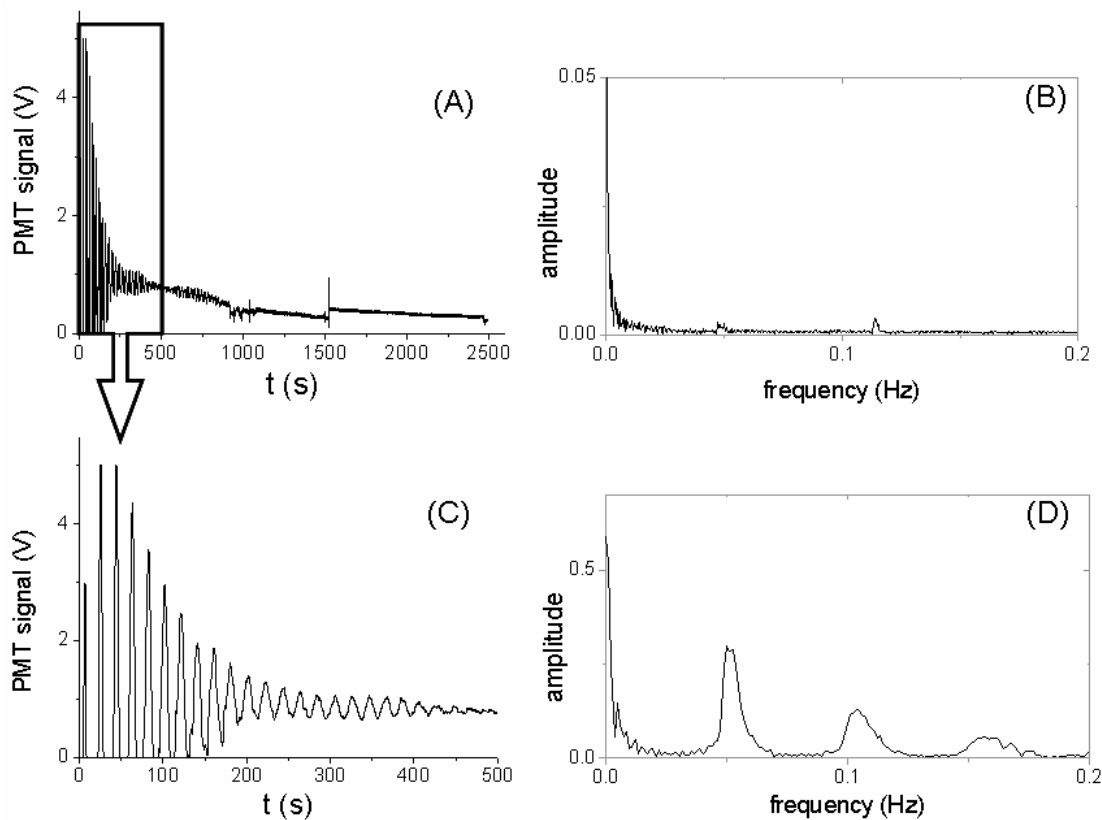 (A)
PMT signal (V)
4
2
0
0 500 1000 1500 2000 2500
t (s)
(B)
amplitude
0.05
0.00
0.0 0.1 0.2
frequency (Hz)
(C)
PMT signal (V)
4
2
0
0 100 200 300 400 500
t (s)
(D)
amplitude
0.5
0.0
0.0 0.1 0.2
frequency (Hz)